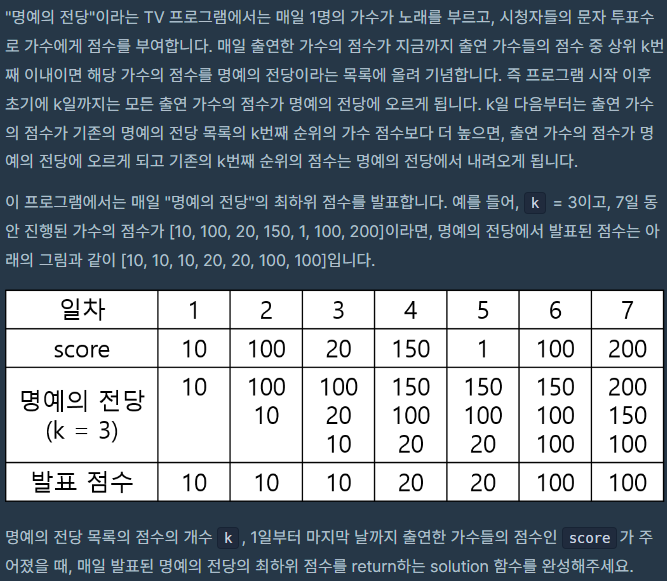 "명예의 전당"이라는 TV 프로그램에서는 매일 1명의 가수가 노래를 부르고, 시청자들의 문자 투표수
로 가수에게 점수를 부여합니다. 매일 출연한 가수의 점수가 지금까지 출연 가수들의 점수 중 상위 k번
째 이내이면 해당 가수의 점수를 명예의 전당이라는 목록에 올려 기념합니다. 즉 프로그램 시작 이후
초기에 k일까지는 모든 출연 가수의 점수가 명예의 전당에 오르게 됩니다. k일 다음부터는 출연 가수
의 점수가 기존의 명예의 전당 목록의 k번째 순위의 가수 점수보다 더 높으면, 출연 가수의 점수가 명
예의 전당에 오르게 되고 기존의 k번째 순위의 점수는 명예의 전당에서 내려오게 됩니다.
이 프로그램에서는 매일 "명예의 전당"의 최하위 점수를 발표합니다. 예를 들어, k = 3이고, 7일 동
안 진행된 가수의 점수가 [10, 100, 20, 150, 1, 100, 200]이라면, 명예의 전당에서 발표된 점수는 아
래의 그림과 같이 [10, 10, 10, 20, 20, 100, 100]입니다.
일차 1 2 3 4 5 6 7
score 10 100 20 150 1 100 200
명예의 전당 (k = 3)
10 100 100 150 150 150 200
10 20 100 100 100 150
10 20 20 100 100
발표 점수 10 10 10 20 20 100 100
명예의 전당 목록의 점수의 개수 k , 1일부터 마지막 날까지 출연한 가수들의 점수인 score 가 주
어졌을 때, 매일 발표된 명예의 전당의 최하위 점수를 return하는 solution 함수를 완성해주세요.